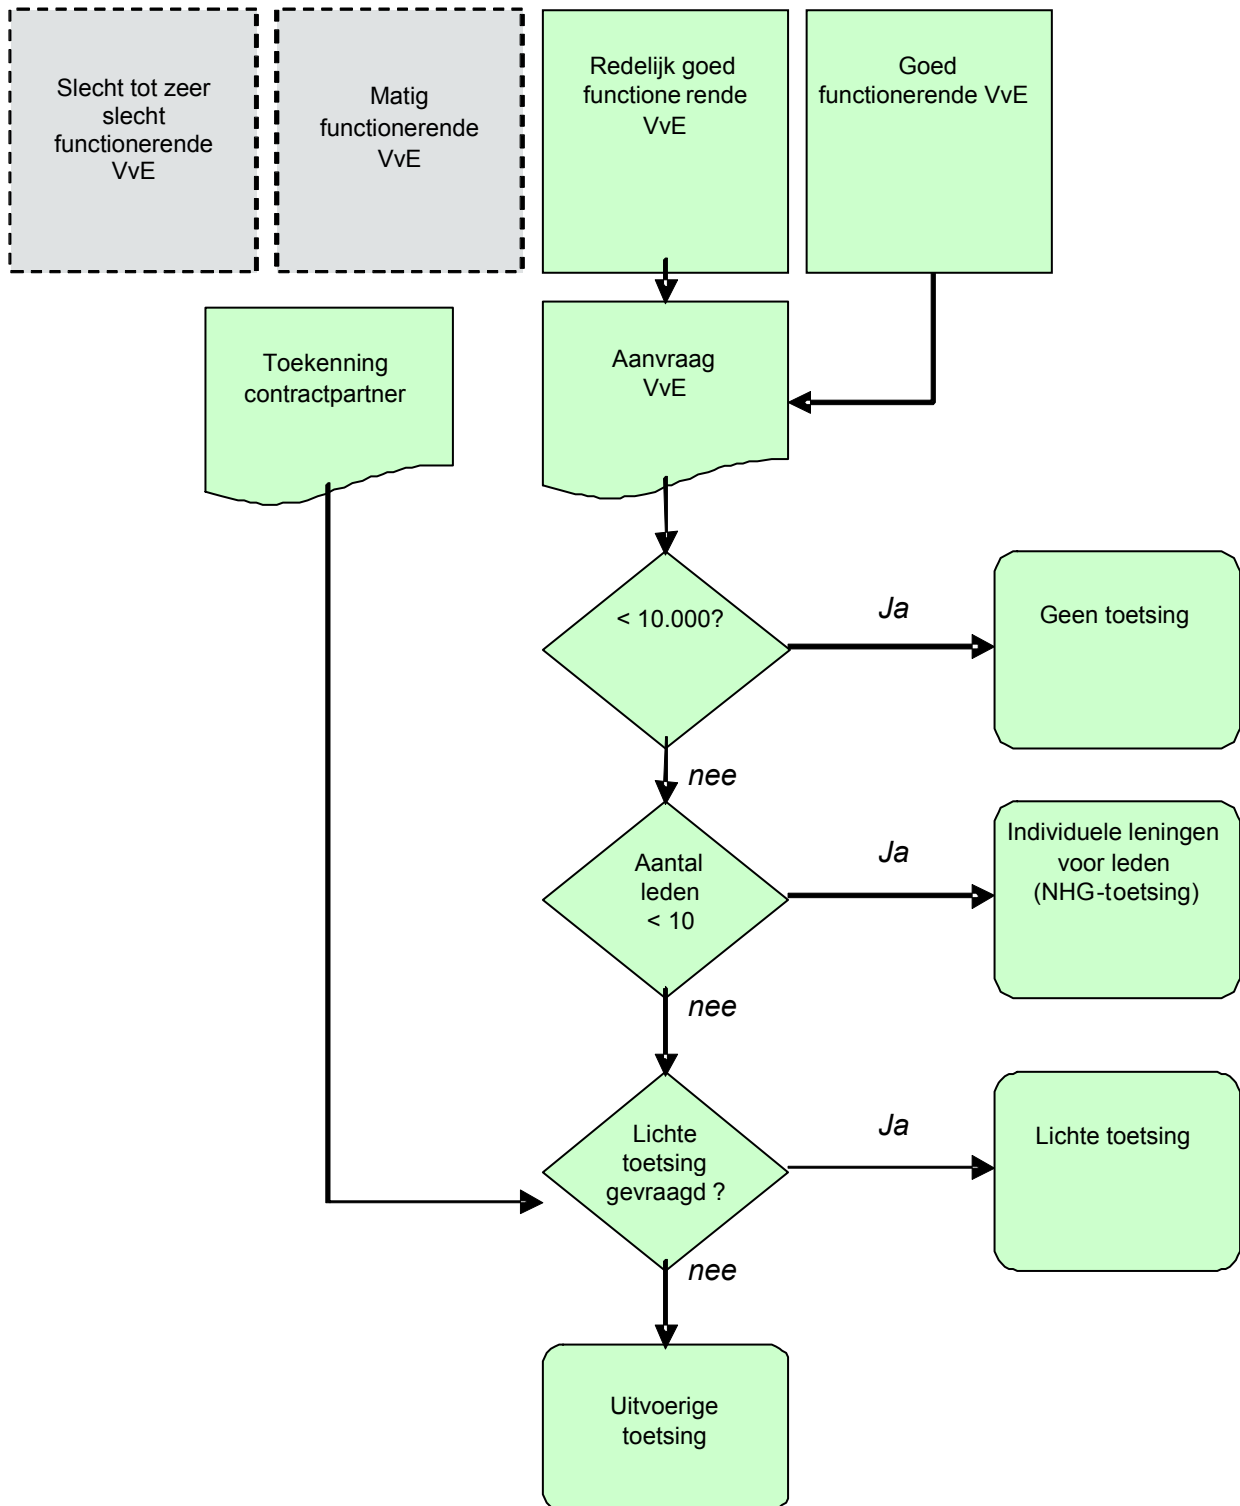 Slecht tot zeer
slecht
functionerende
VvE
Matig
functionerende
VvE
Redelijk goed
functione rende
VvE
Goed
functionerende VvE
Toekenning
contractpartner
Aanvraag
VvE
< 10.000?
Ja
Geen toetsing
nee
Aantal
leden
< 10
Ja
Individuele leningen
voor leden
(NHG-toetsing)
nee
Lichte
toetsing
gevraagd ?
Ja
Lichte toetsing
nee
Uitvoerige
toetsing